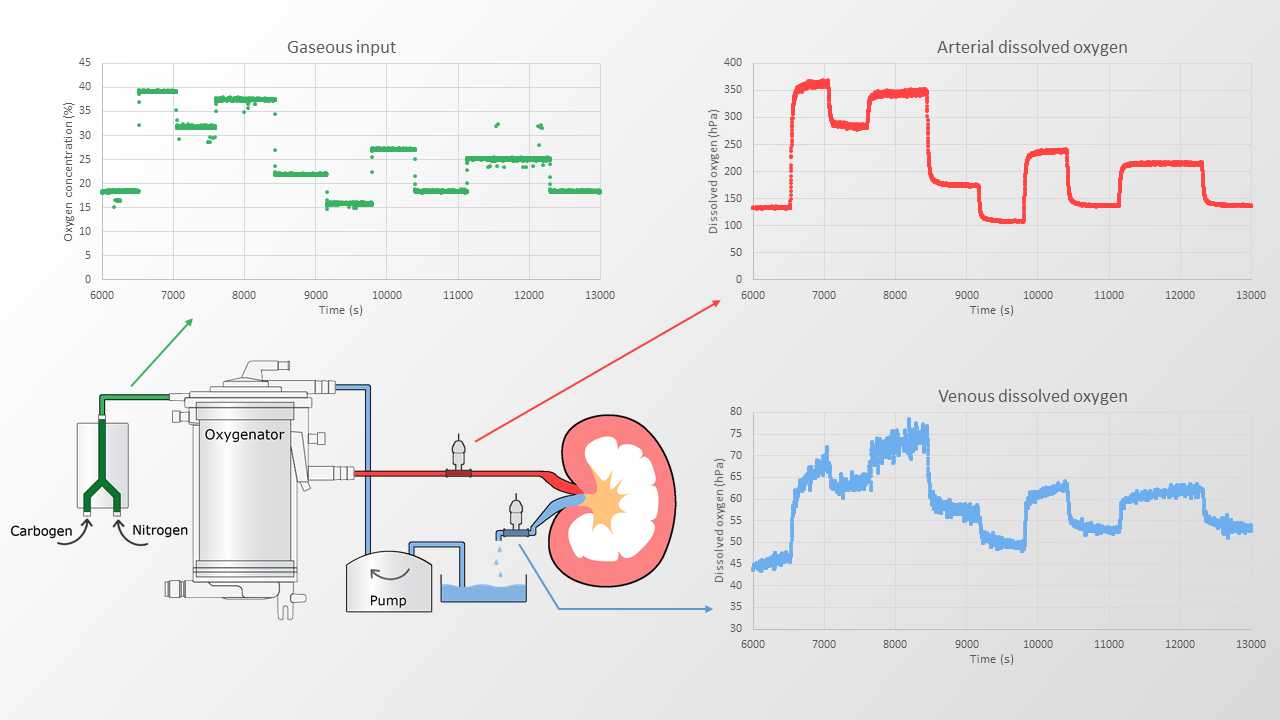 Gaseous input
Oxygen concentration (%)
45
40
35
30
25
20
15
10
5
0
6000 7000 8000 9000 10000 11000 12000 13000
Time (s)
Arterial dissolved oxygen
Dissolved oxygen (hPa)
400
350
300
250
200
150
100
50
0
6000 7000 8000 9000 10000 11000 12000 13000
Time (s)
Oxygenator
Carbogen
Nitrogen
Pump
Venous dissolved oxygen
Dissolved oxygen (hPa)
80
75
70
65
60
55
50
45
40
35
30
6000 7000 8000 9000 10000 11000 12000 13000
Time (s)